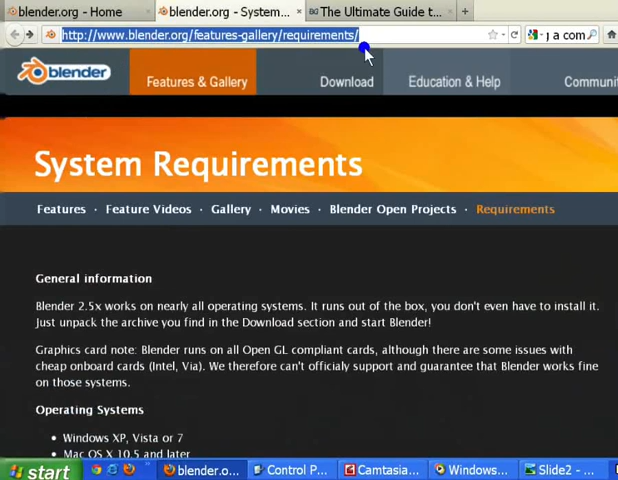 blender.org - Home
blender.org - System...
The Ultimate Guide t...
http://www.blender.org/features-gallery/requirements/
a com
blender
Features & Gallery
Download
Education & Help
Communi
System Requirements
Features · Feature Videos · Gallery · Movies · Blender Open Projects · Requirements
General information
Blender 2.5x works on nearly all operating systems. It runs out of the box, you don't even have to install it.
Just unpack the archive you find in the Download section and start Blender!
Graphics card note: Blender runs on all Open GL compliant cards, although there are some issues with
cheap onboard cards (Intel, Via). We therefore can't officialy support and guarantee that Blender works fine
on those systems.
Operating Systems
• Windows XP, Vista or 7
• Mac OS X 10.5 and later
start
blender.o...
Control P...
Camtasia...
Windows...
Slide2 - ...